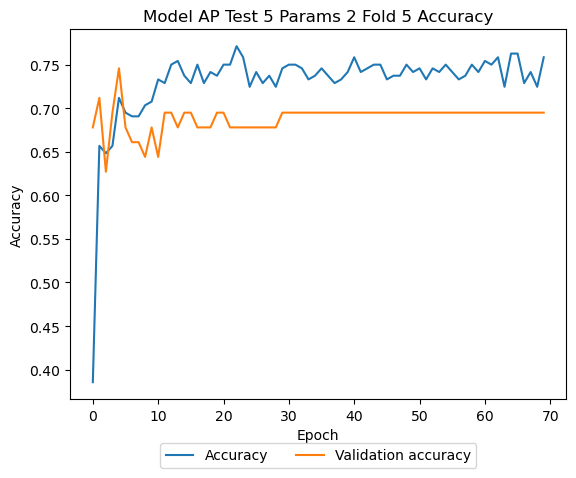 Model AP Test 5 Params 2 Fold 5 Accuracy
Accuracy
0.75
0.70
0.65
0.60
0.55
0.50
0.45
0.40
0 10 20 30 40 50 60 70
Epoch
Accuracy Validation accuracy